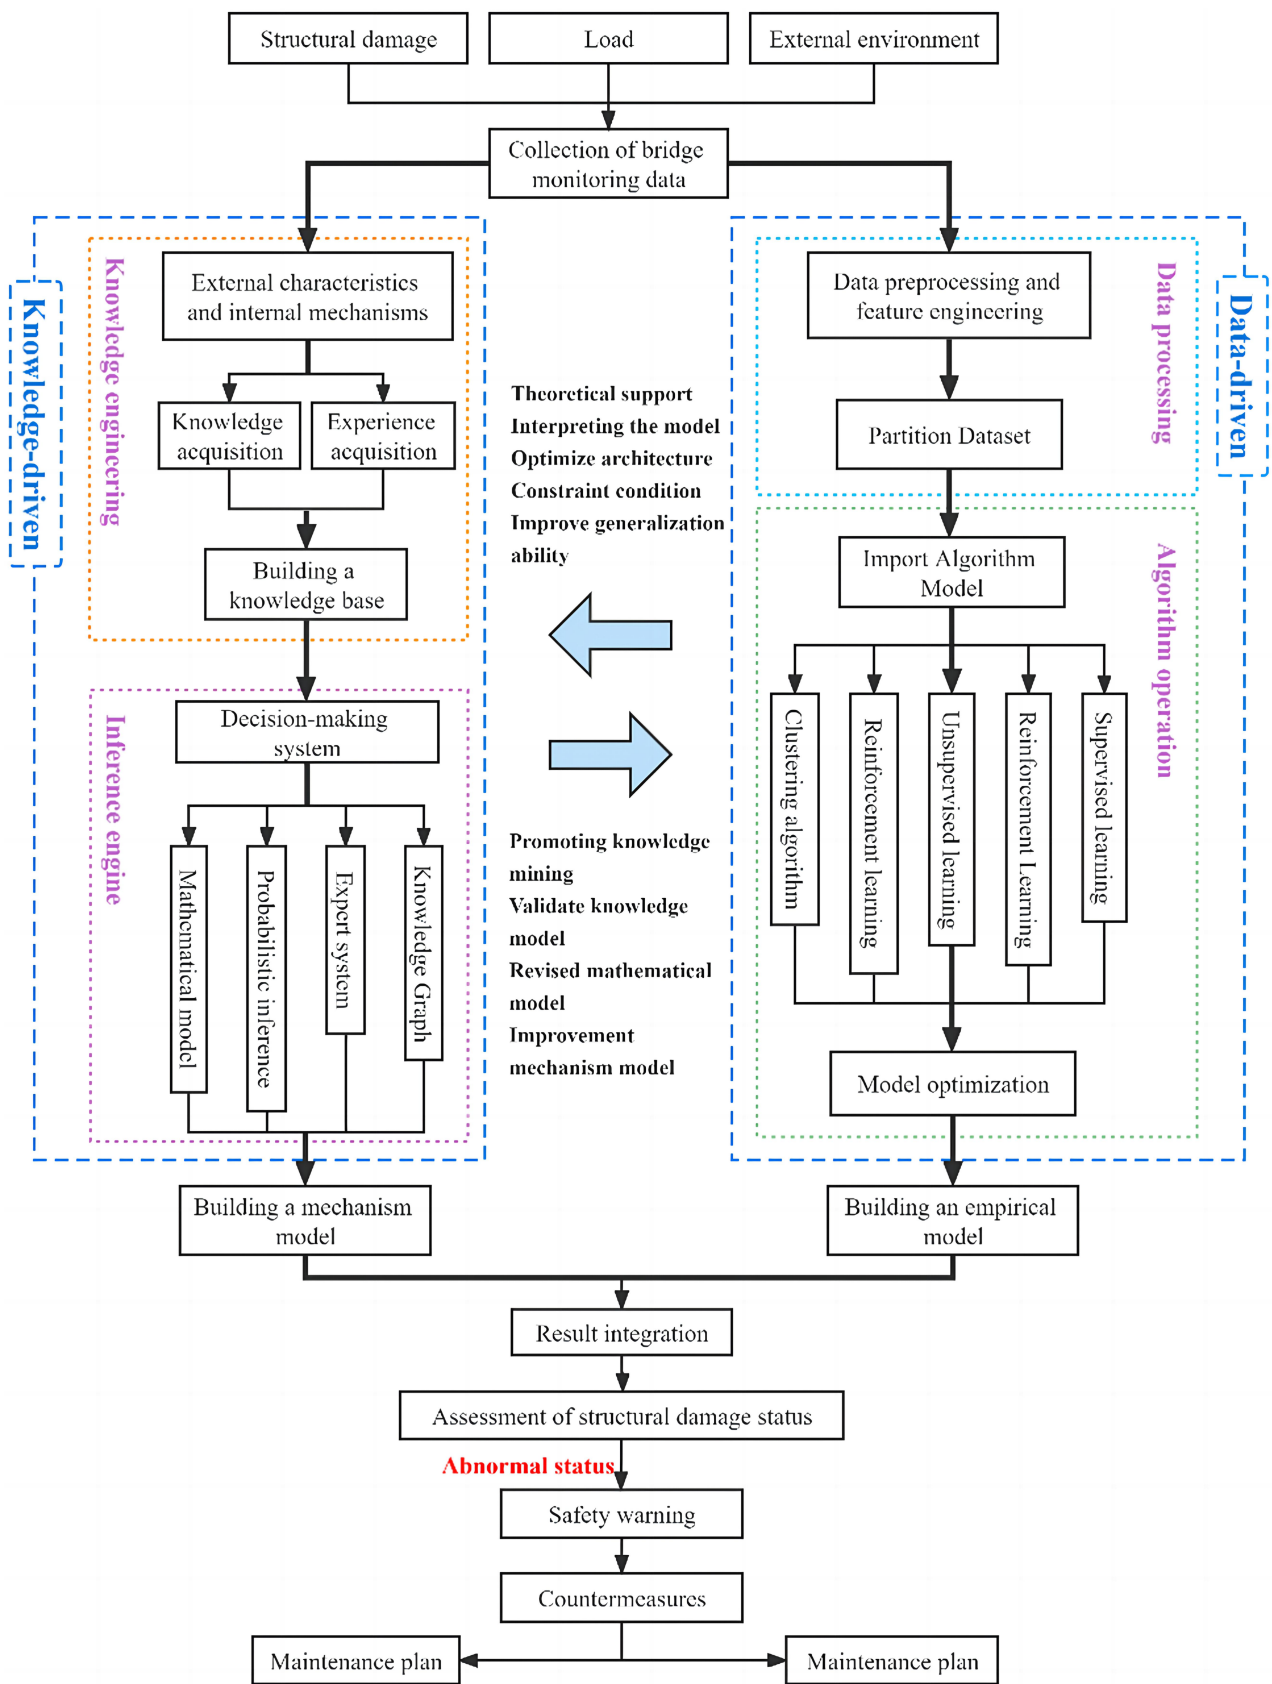 Structural damage
Load
External environment
Collection of bridge
monitoring data
Knowledge-driven
Knowledge engineering
External characteristics
and internal mechanisms
Knowledge
acquisition
Experience
acquisition
Building a
knowledge base
Inference engine
Decision-making
system
Mathematical model
Probabilistic inference
Expert system
Knowledge Graph
Building a mechanism
model
Theoretical support
Interpreting the model
Optimize architecture
Constraint condition
Improve generalization
ability
Promoting knowledge
mining
Validate knowledge
model
Revised mathematical
model
Improvement
mechanism model
Data-driven
Data processing
Data preprocessing and
feature engineering
Partition Dataset
Algorithm operation
Import Algorithm
Model
Clustering algorithm
Reinforcement learning
Unsupervised learning
Reinforcement Learning
Supervised learning
Model optimization
Building an empirical
model
Result integration
Assessment of structural damage status
Abnormal status
Safety warning
Countermeasures
Maintenance plan
Maintenance plan